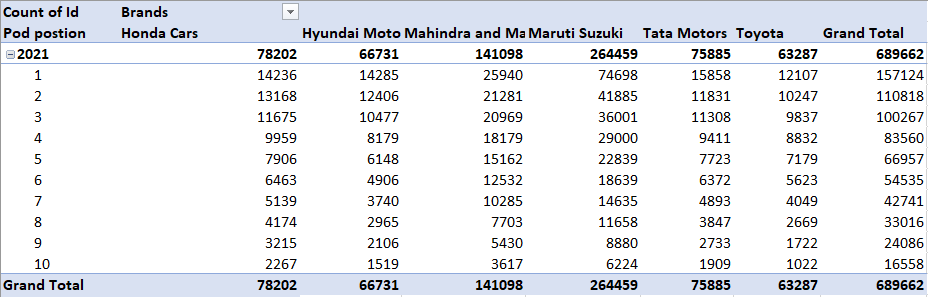 Count of Id Brands
Pod postion Honda Cars Hyundai Moto Mahindra and Ma Maruti Suzuki Tata Motors Toyota Grand Total
2021 78202 66731 141098 264459 75885 63287 689662
1 14236 14285 25940 74698 15858 12107 157124
2 13168 12406 21281 41885 11831 10247 110818
3 11675 10477 20969 36001 11308 9837 100267
4 9959 8179 18179 29000 9411 8832 83560
5 7906 6148 15162 22839 7723 7179 66957
6 6463 4906 12532 18639 6372 5623 54535
7 5139 3740 10285 14635 4893 4049 42741
8 4174 2965 7703 11658 3847 2669 33016
9 3215 2106 5430 8880 2733 1722 24086
10 2267 1519 3617 6224 1909 1022 16558
Grand Total 78202 66731 141098 264459 75885 63287 689662